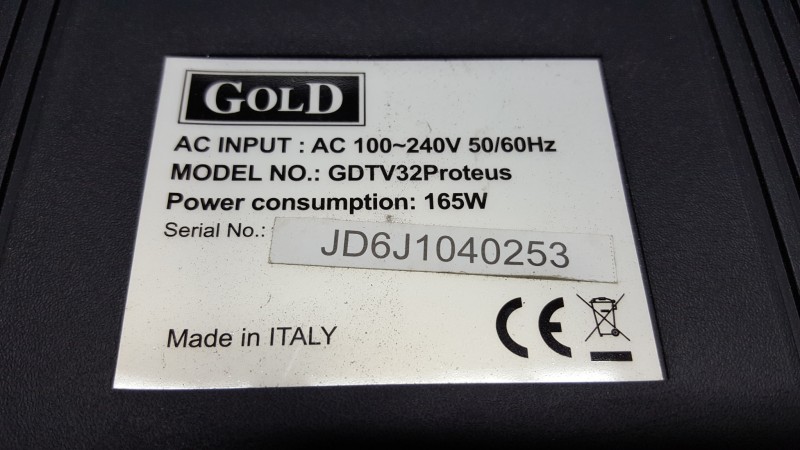 GOLD
AC INPUT : AC 100~240V 50/60Hz
MODEL NO.: GDTV32Proteus
Power consumption: 165W
Serial No.: JD6J1040253
Made in ITALY
CE